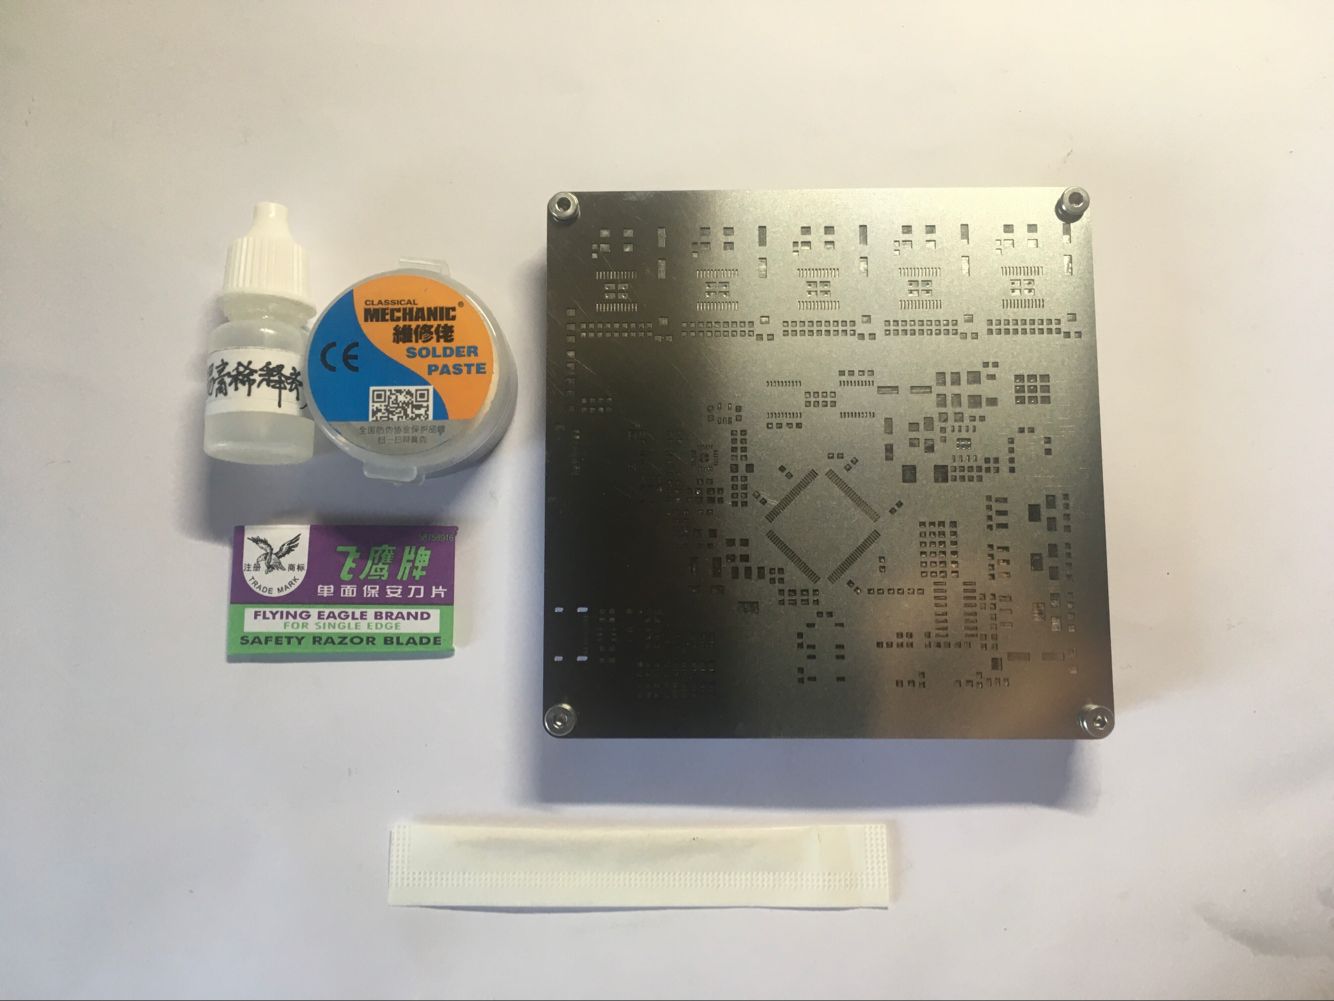 膏稀释剂
CLASSICAL
MECHANIC®
維修佬
CE
SOLDER
PASTE
全国防伪协会保护品牌
扫一扫辨真伪
注册 商标
TRADE MARK
飞鹰牌
单面保安刀片
FLYING EAGLE BRAND
FOR SINGLE EDGE
SAFETY RAZOR BLADE